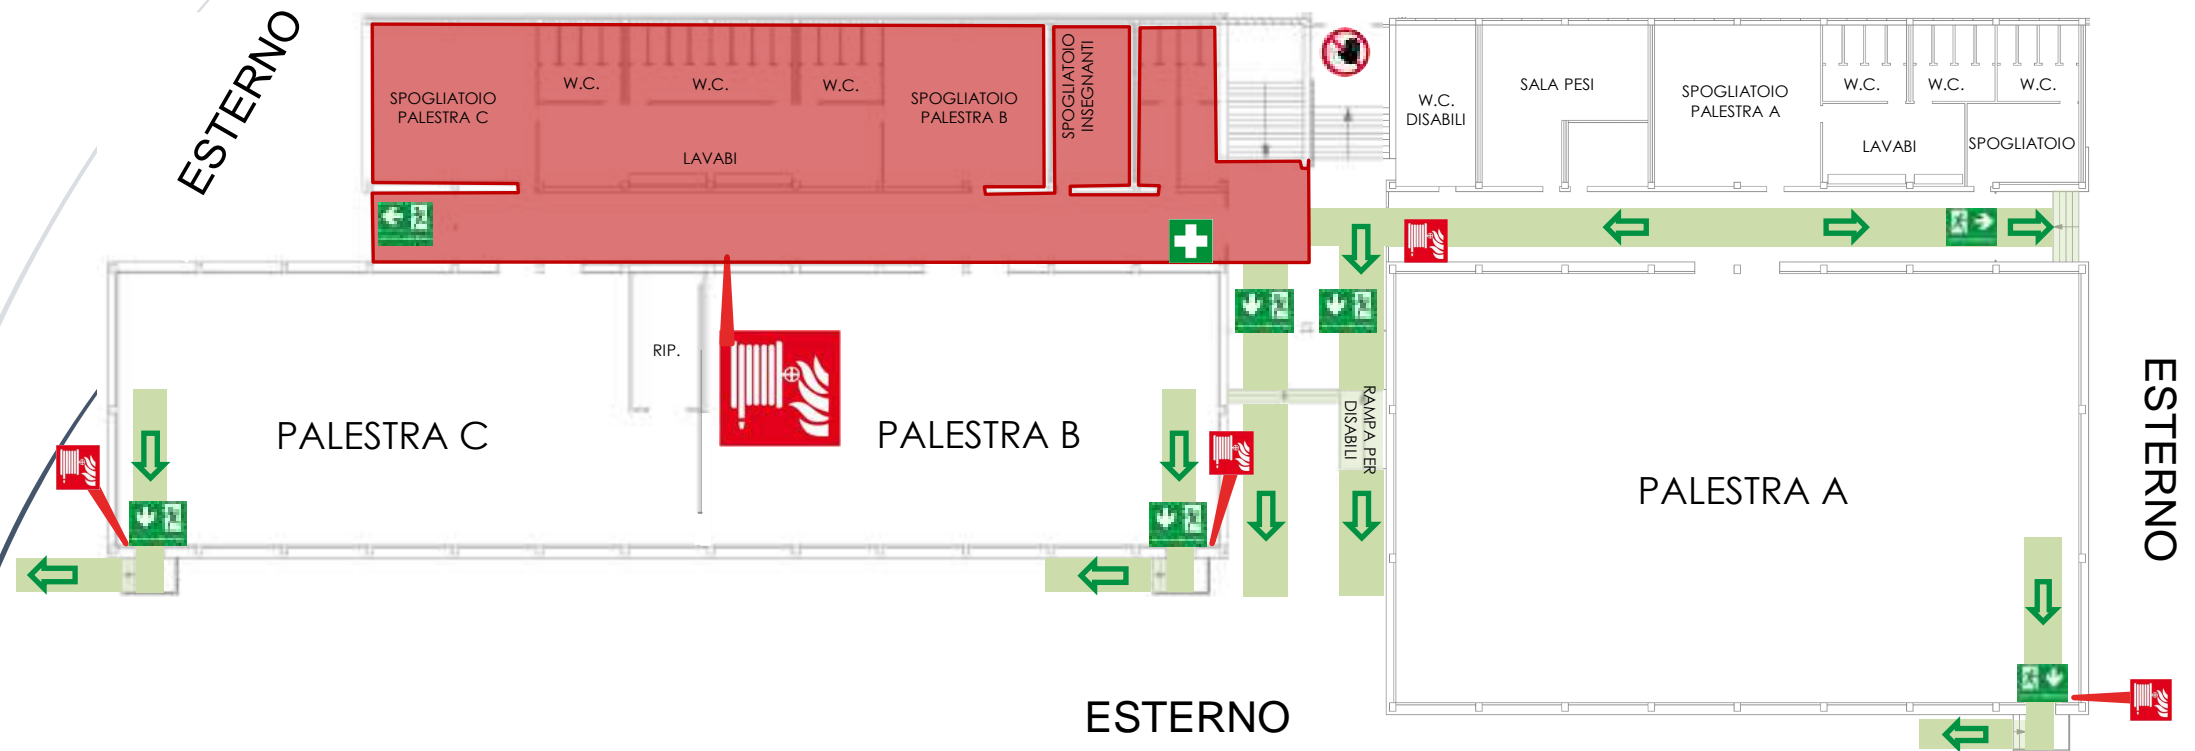 ESTERNO
SPOGLIATOIO
PALESTRA C
W.C.
W.C.
W.C.
LAVABI
SPOGLIATOIO
PALESTRA B
SPOGLIATOIO
INSEGNANTI
W.C.
DISABILI
SALA PESI
SPOGLIATOIO
PALESTRA A
W.C.
W.C.
W.C.
LAVABI
SPOGLIATOIO
PALESTRA C
RIP.
PALESTRA B
RAMPA PER
DISABILI
PALESTRA A
ESTERNO
ESTERNO